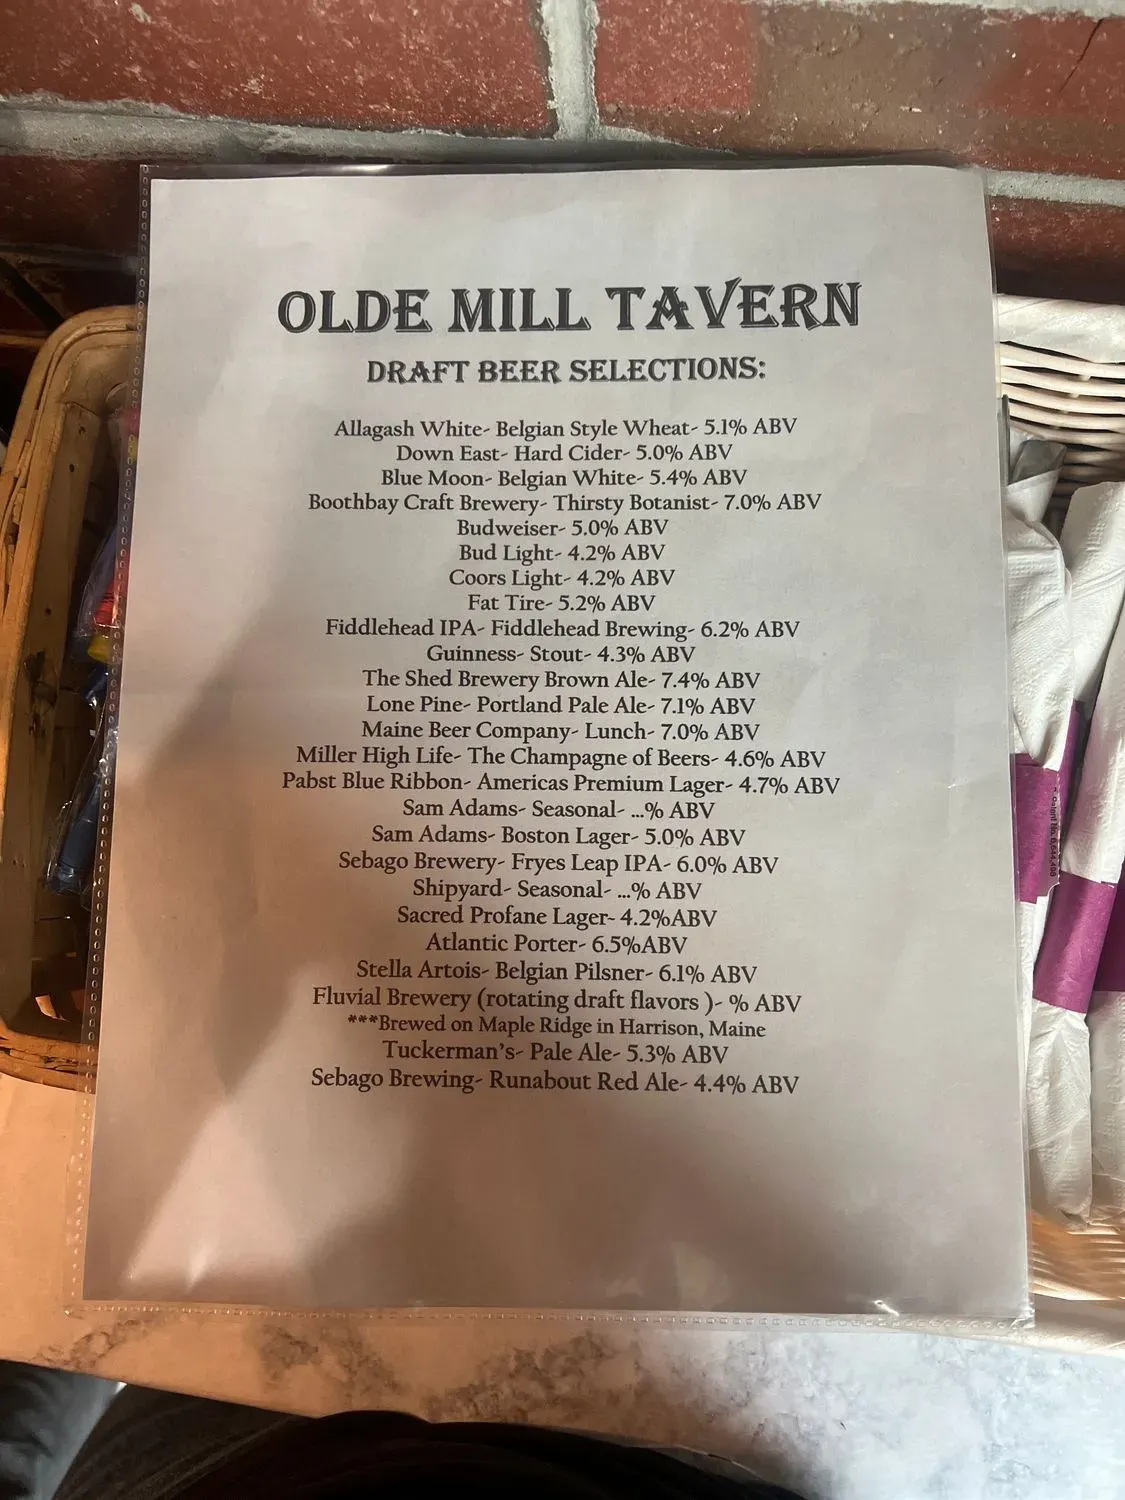 OLDE MILL TAVERN
DRAFT BEER SELECTIONS:
Allagash White- Belgian Style Wheat- 5.1% ABV
Down East- Hard Cider- 5.0% ABV
Blue Moon- Belgian White- 5.4% ABV
Boothbay Craft Brewery- Thirsty Botanist- 7.0% ABV
Budweiser- 5.0% ABV
Bud Light- 4.2% ABV
Coors Light- 4.2% ABV
Fat Tire- 5.2% ABV
Fiddlehead IPA- Fiddlehead Brewing- 6.2% ABV
Guinness- Stout- 4.3% ABV
The Shed Brewery Brown Ale- 7.4% ABV
Lone Pine- Portland Pale Ale- 7.1% ABV
Maine Beer Company- Lunch- 7.0% ABV
Miller High Life- The Champagne of Beers- 4.6% ABV
Pabst Blue Ribbon- Americas Premium Lager- 4.7% ABV
Sam Adams- Seasonal- ...% ABV
Sam Adams- Boston Lager- 5.0% ABV
Sebago Brewery- Fryes Leap IPA- 6.0% ABV
Shipyard- Seasonal- ...% ABV
Sacred Profane Lager- 4.2%ABV
Atlantic Porter- 6.5%ABV
Stella Artois- Belgian Pilsner- 6.1% ABV
Fluvial Brewery (rotating draft flavors )- % ABV
***Brewed on Maple Ridge in Harrison, Maine
Tuckerman's- Pale Ale- 5.3% ABV
Sebago Brewing- Runabout Red Ale- 4.4% ABV
Patent No. 6,644,498